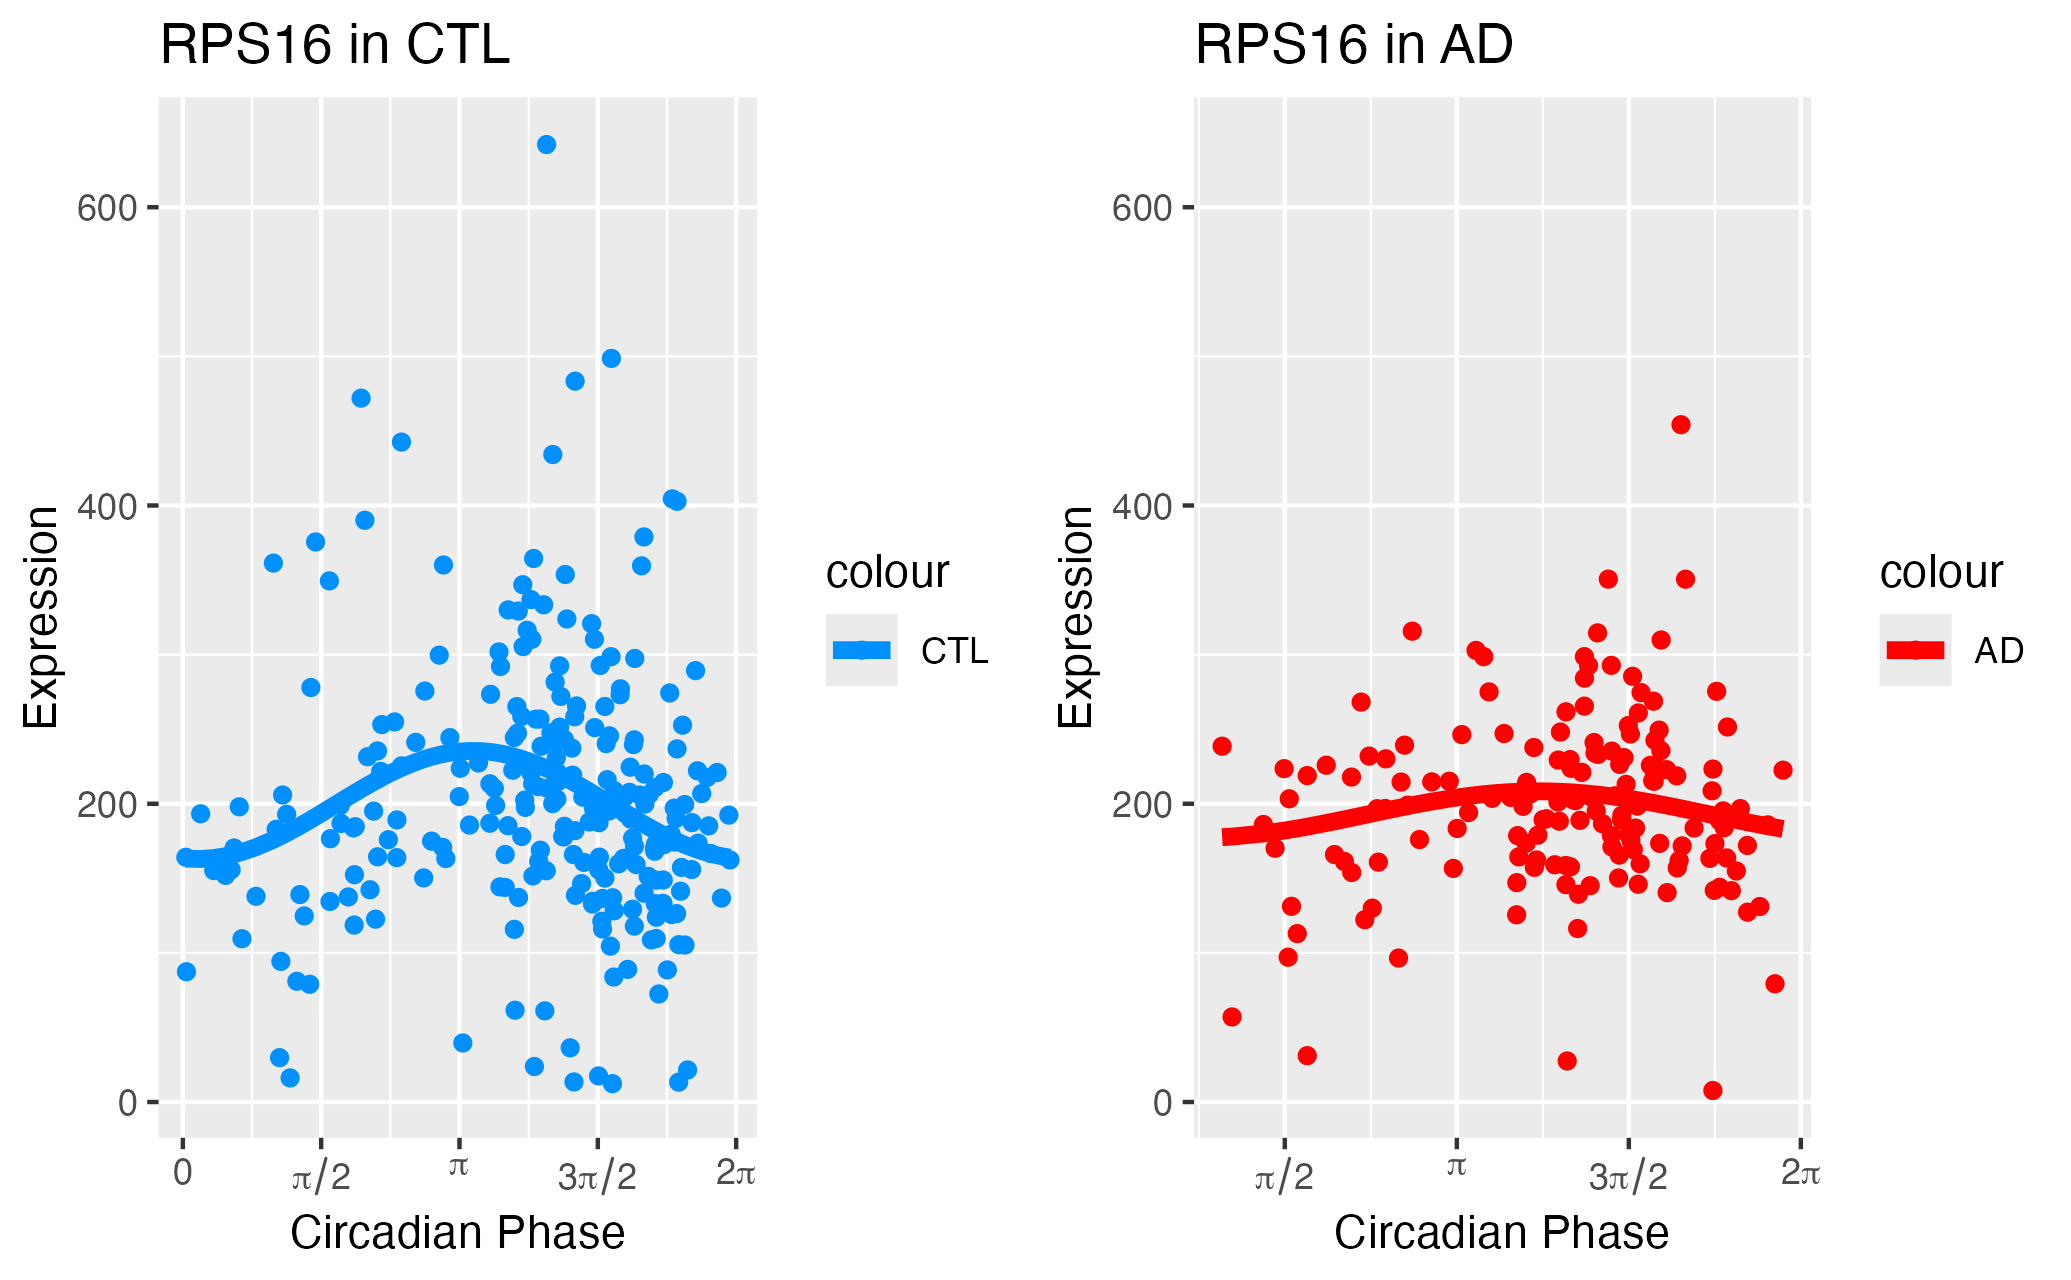 RPS16 in CTL
600
400
200
0
Expression
0 π/2 π 3π/2 2π
Circadian Phase
colour
CTL
RPS16 in AD
600
400
200
0
Expression
π/2 π 3π/2 2π
Circadian Phase
colour
AD